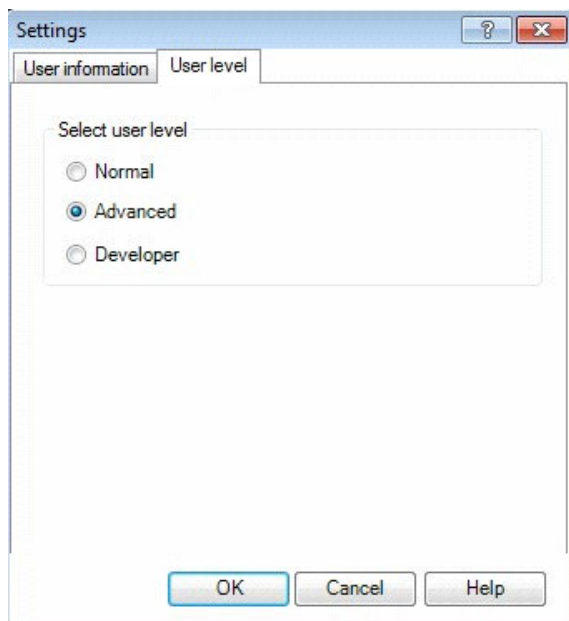 Settings
?
User information User level
Select user level
Normal
Advanced
Developer
OK Cancel Help